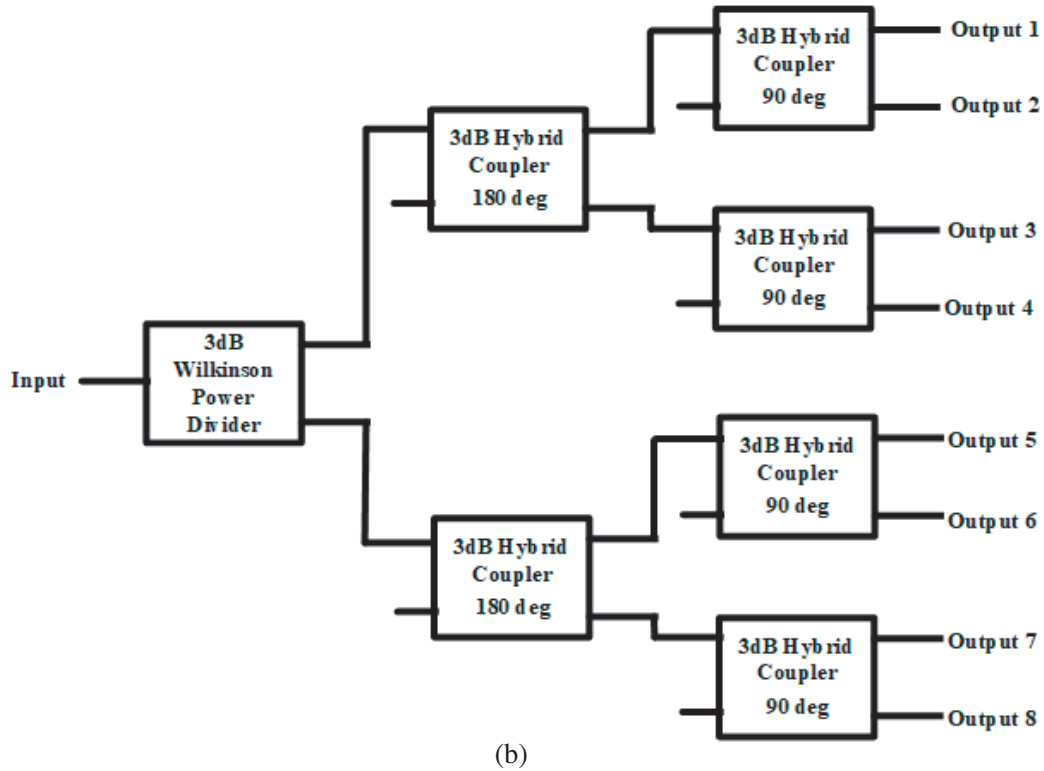 Input
3dB
Wilkinson
Power
Divider
3dB Hybrid
Coupler
180 deg
3dB Hybrid
Coupler
90 deg
Output 1
Output 2
3dB Hybrid
Coupler
90 deg
Output 3
Output 4
3dB Hybrid
Coupler
180 deg
3dB Hybrid
Coupler
90 deg
Output 5
Output 6
3dB Hybrid
Coupler
90 deg
Output 7
Output 8
(b)